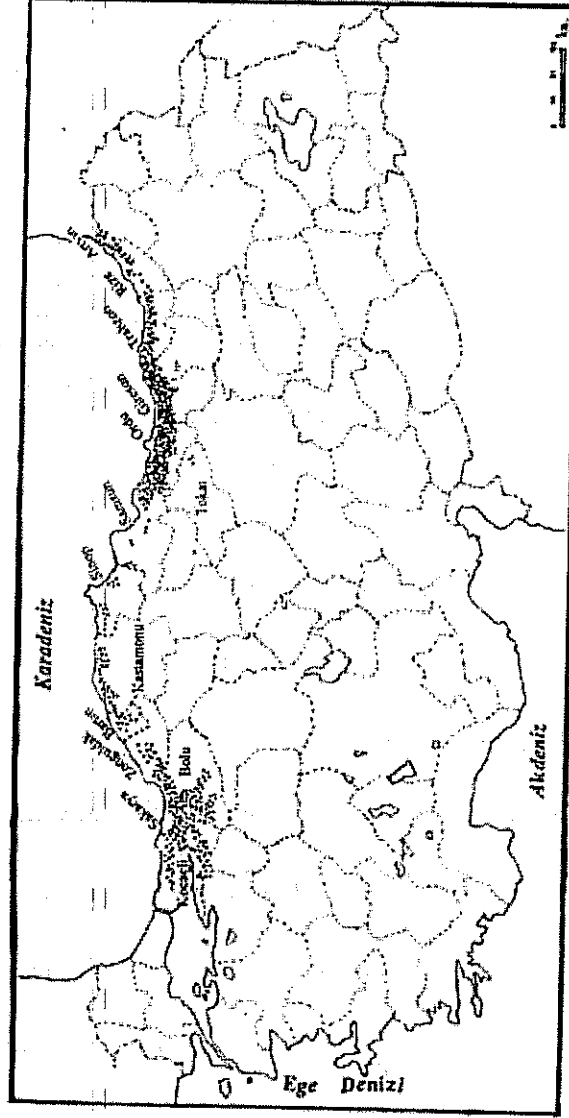 Karadeniz
Sinop
Samsun
Ordu
Giresun
Trabzon
Rize
Artvin
Bartın
Zonguldak
Sakarya
Kastamonu
Kocaeli
Bolu
Tokat
Ege Denizi
Akdeniz